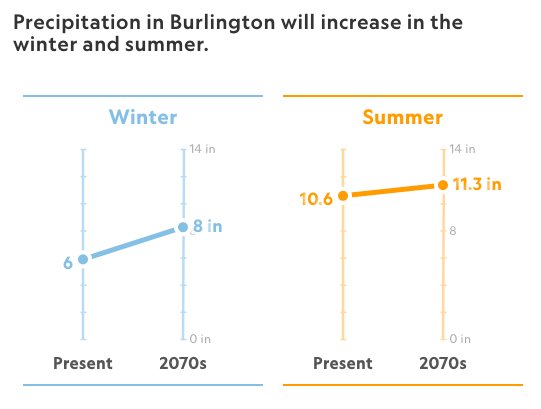 Precipitation in Burlington will increase in the
winter and summer.
Winter
14 in
8 in
6
0 in
Present 2070s
Summer
14 in
11.3 in
10.6
8
0 in
Present 2070s